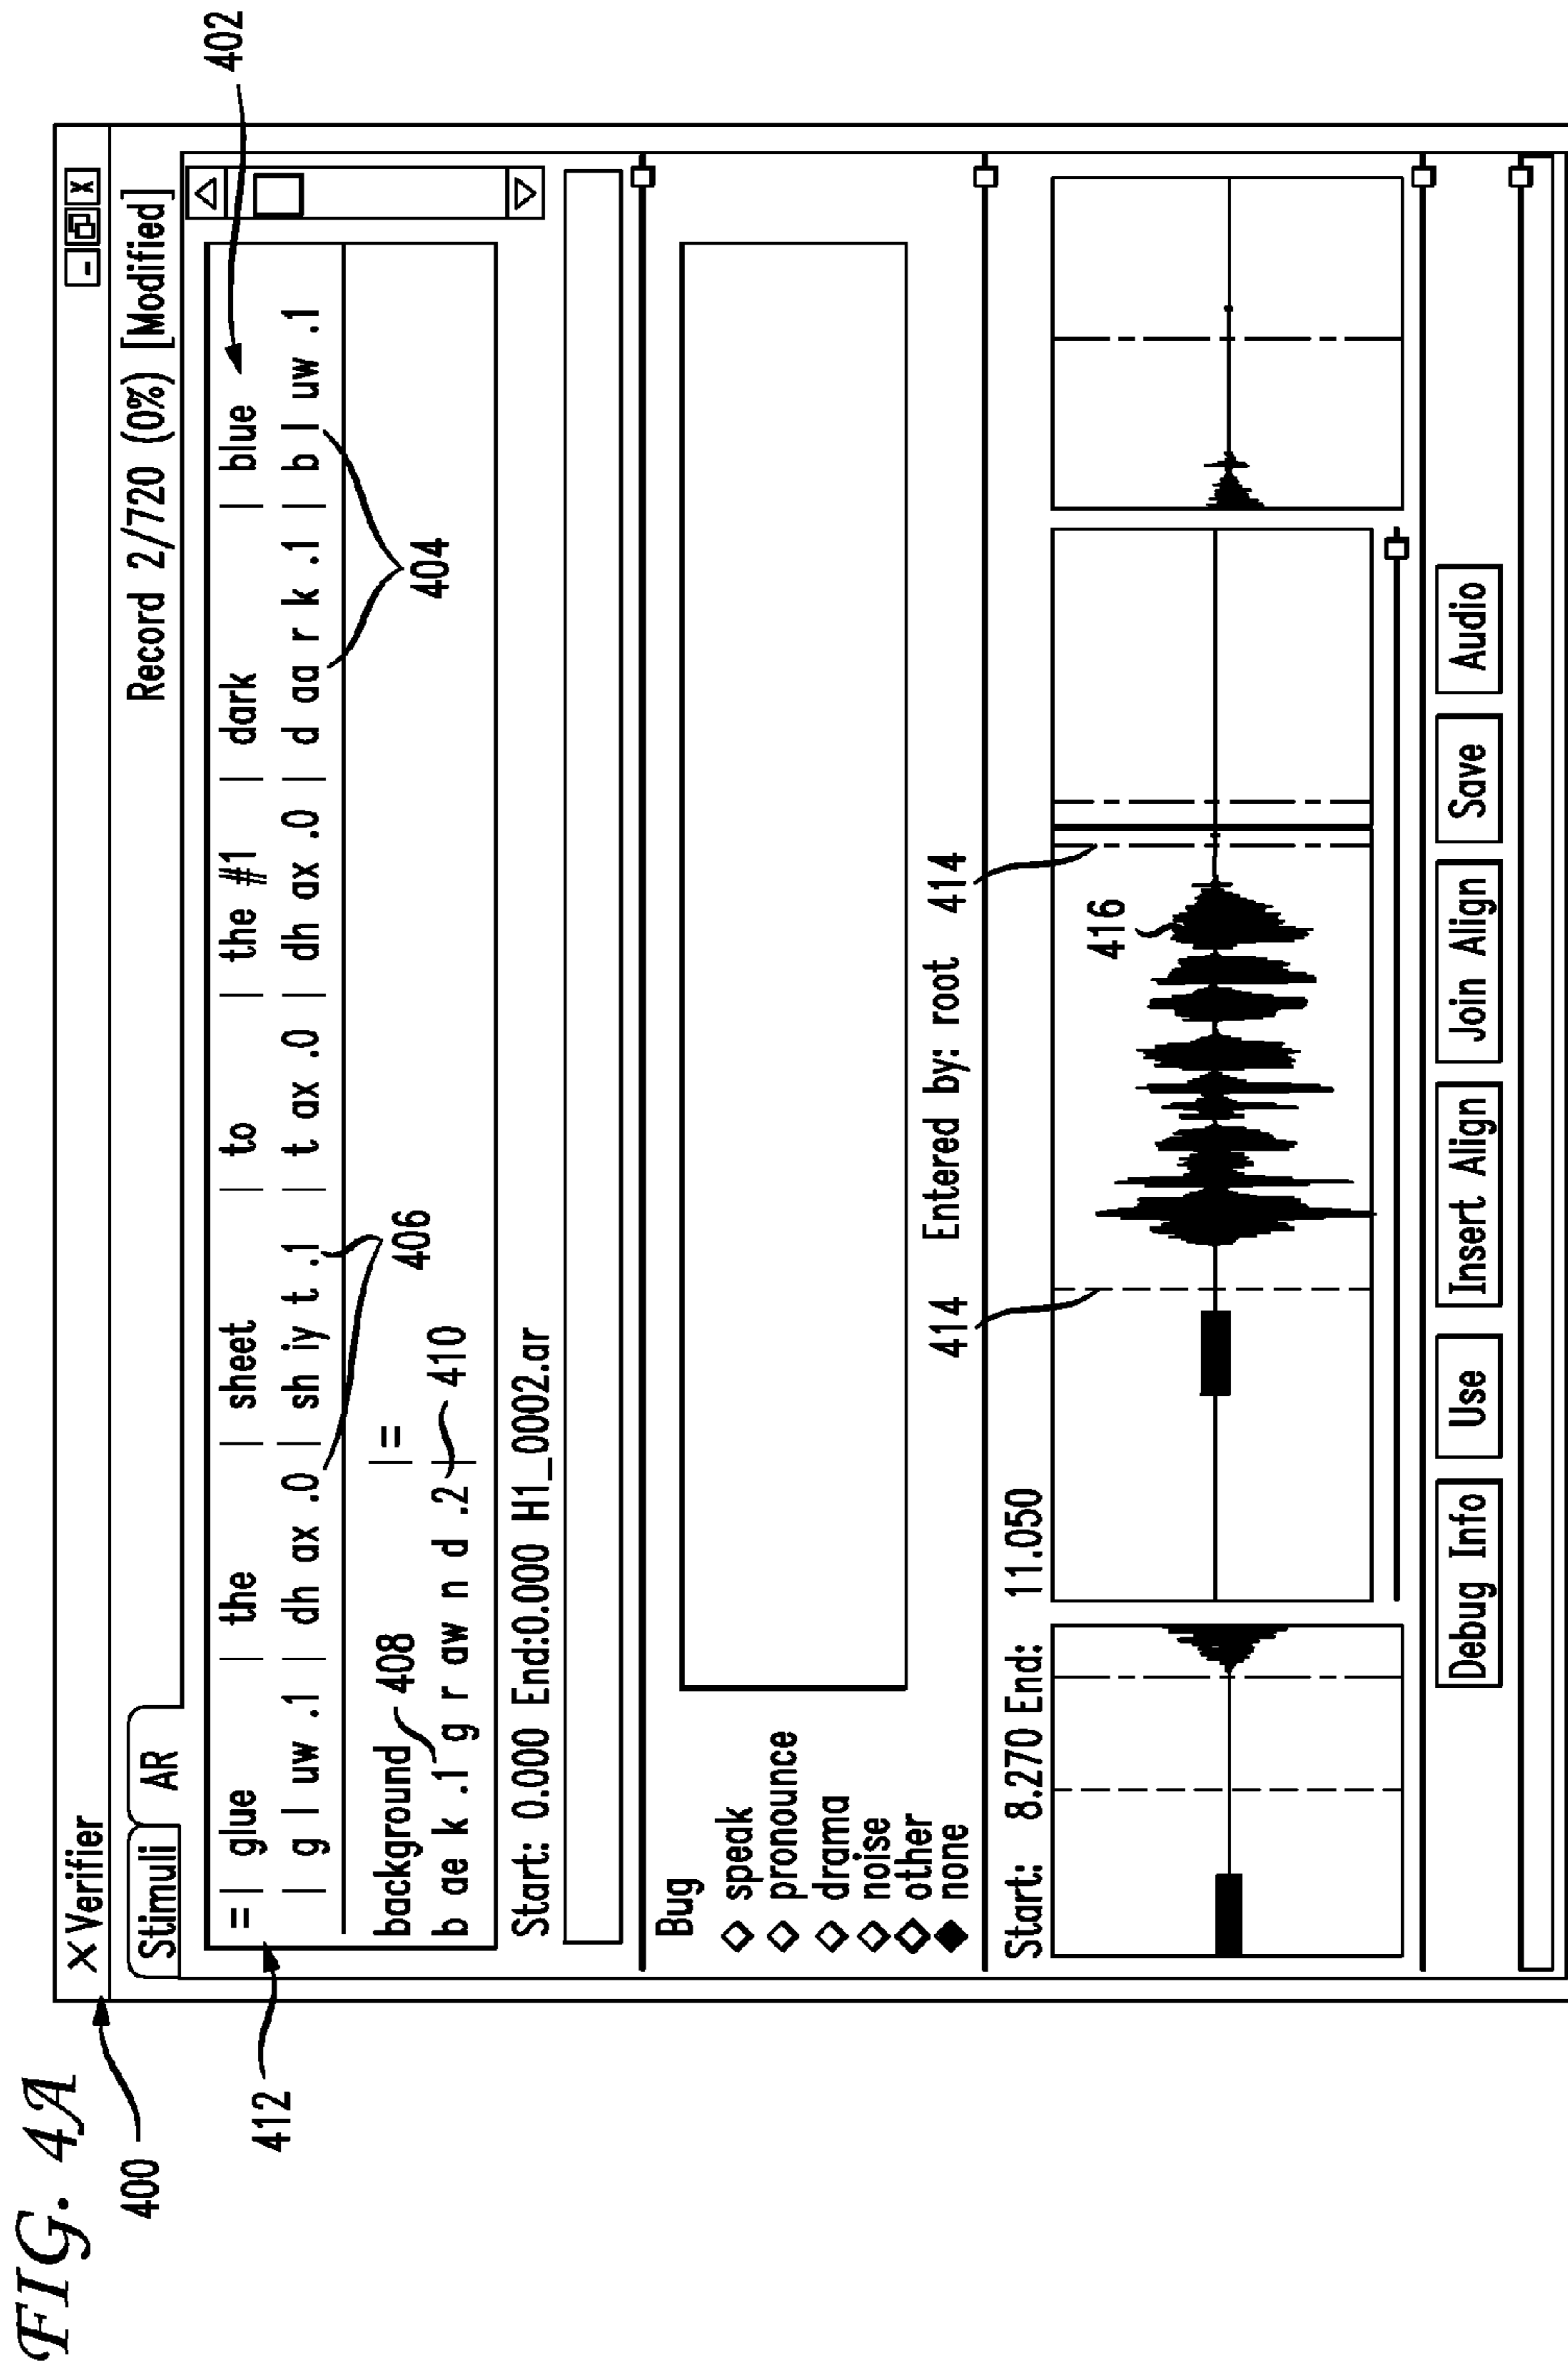 FIG. 4A
400
X Verifier
- X
Stimuli AR Record 2/720 (0%) [Modified]
402
412
= | glue | the | sheet | to | the #1 | dark | blue
| g l uw .1 | dh ax .0 | sh iy t .1 | t ax .0 | dh ax .0 | d aa r k .1 | b l uw .1
408 406 404
background | =
b ae k .1 g r aw n d .2 | 410
Start: 0.000 End:0.000 H1_0002.ar
Bug
speak
pronounce
drama
noise
other
none
414 Entered by: root 414
Start: 8.270 End: 11.050
416
Debug Info Use Insert Align Join Align Save Audio